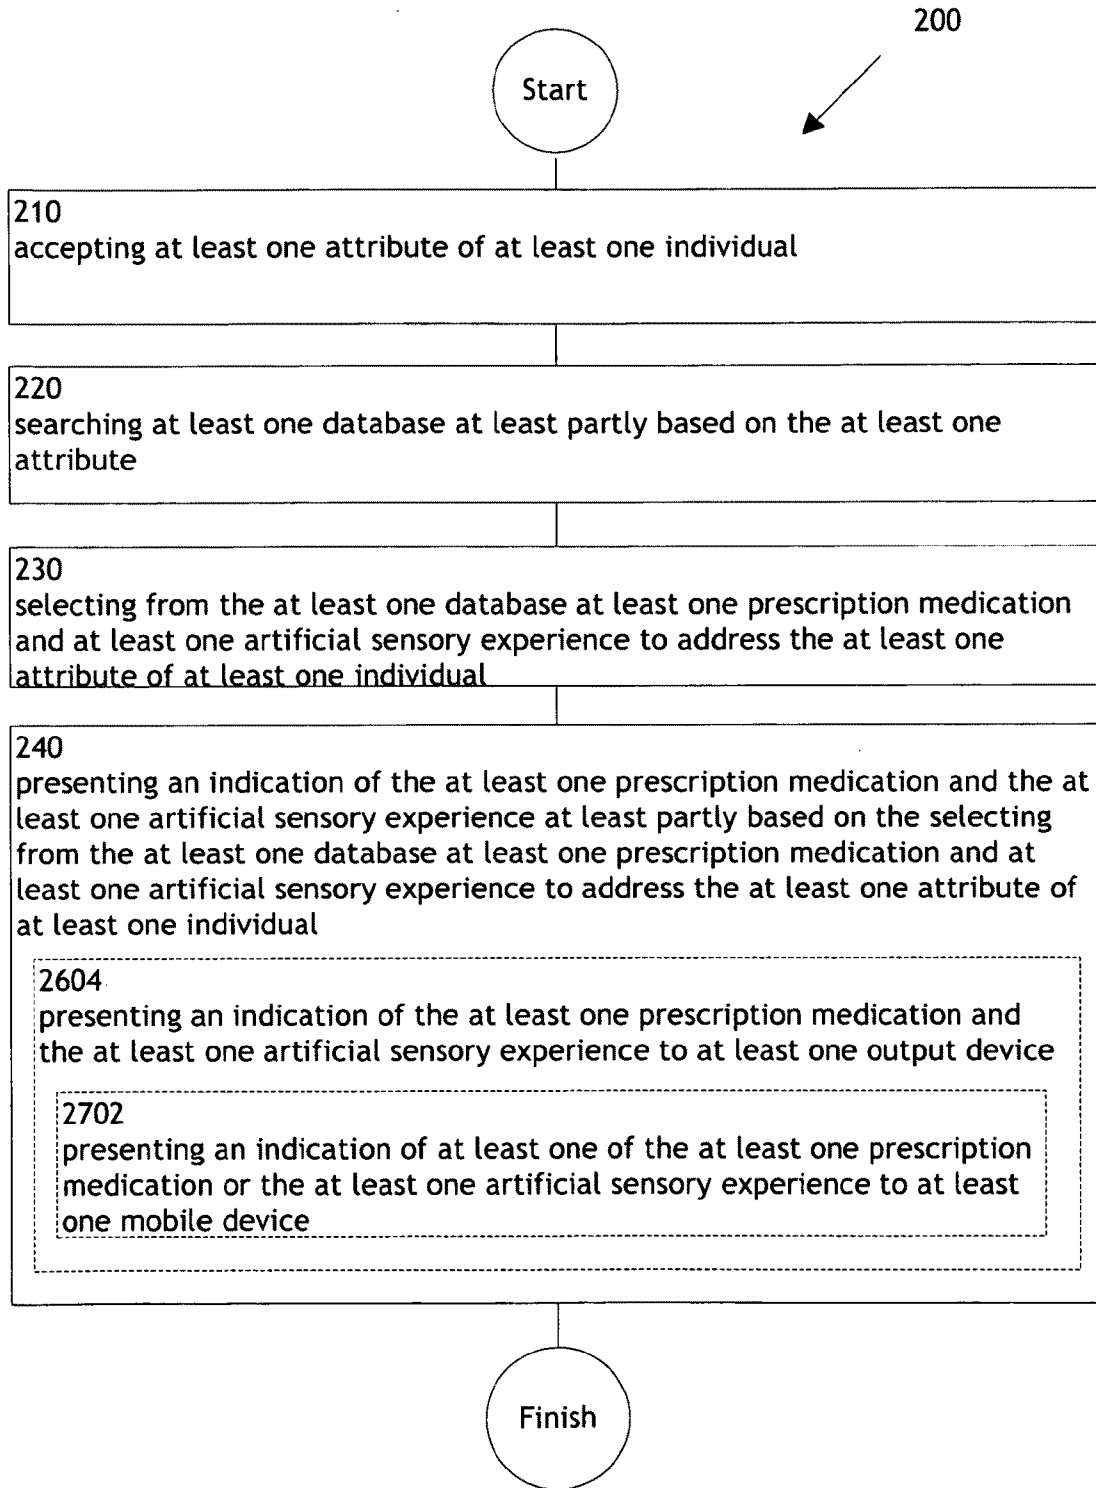 200
Start
210
accepting at least one attribute of at least one individual
220
searching at least one database at least partly based on the at least one
attribute
230
selecting from the at least one database at least one prescription medication
and at least one artificial sensory experience to address the at least one
attribute of at least one individual
240
presenting an indication of the at least one prescription medication and the at
least one artificial sensory experience at least partly based on the selecting
from the at least one database at least one prescription medication and at
least one artificial sensory experience to address the at least one attribute of
at least one individual
2604
presenting an indication of the at least one prescription medication and
the at least one artificial sensory experience to at least one output device
2702
presenting an indication of at least one of the at least one prescription
medication or the at least one artificial sensory experience to at least
one mobile device
Finish